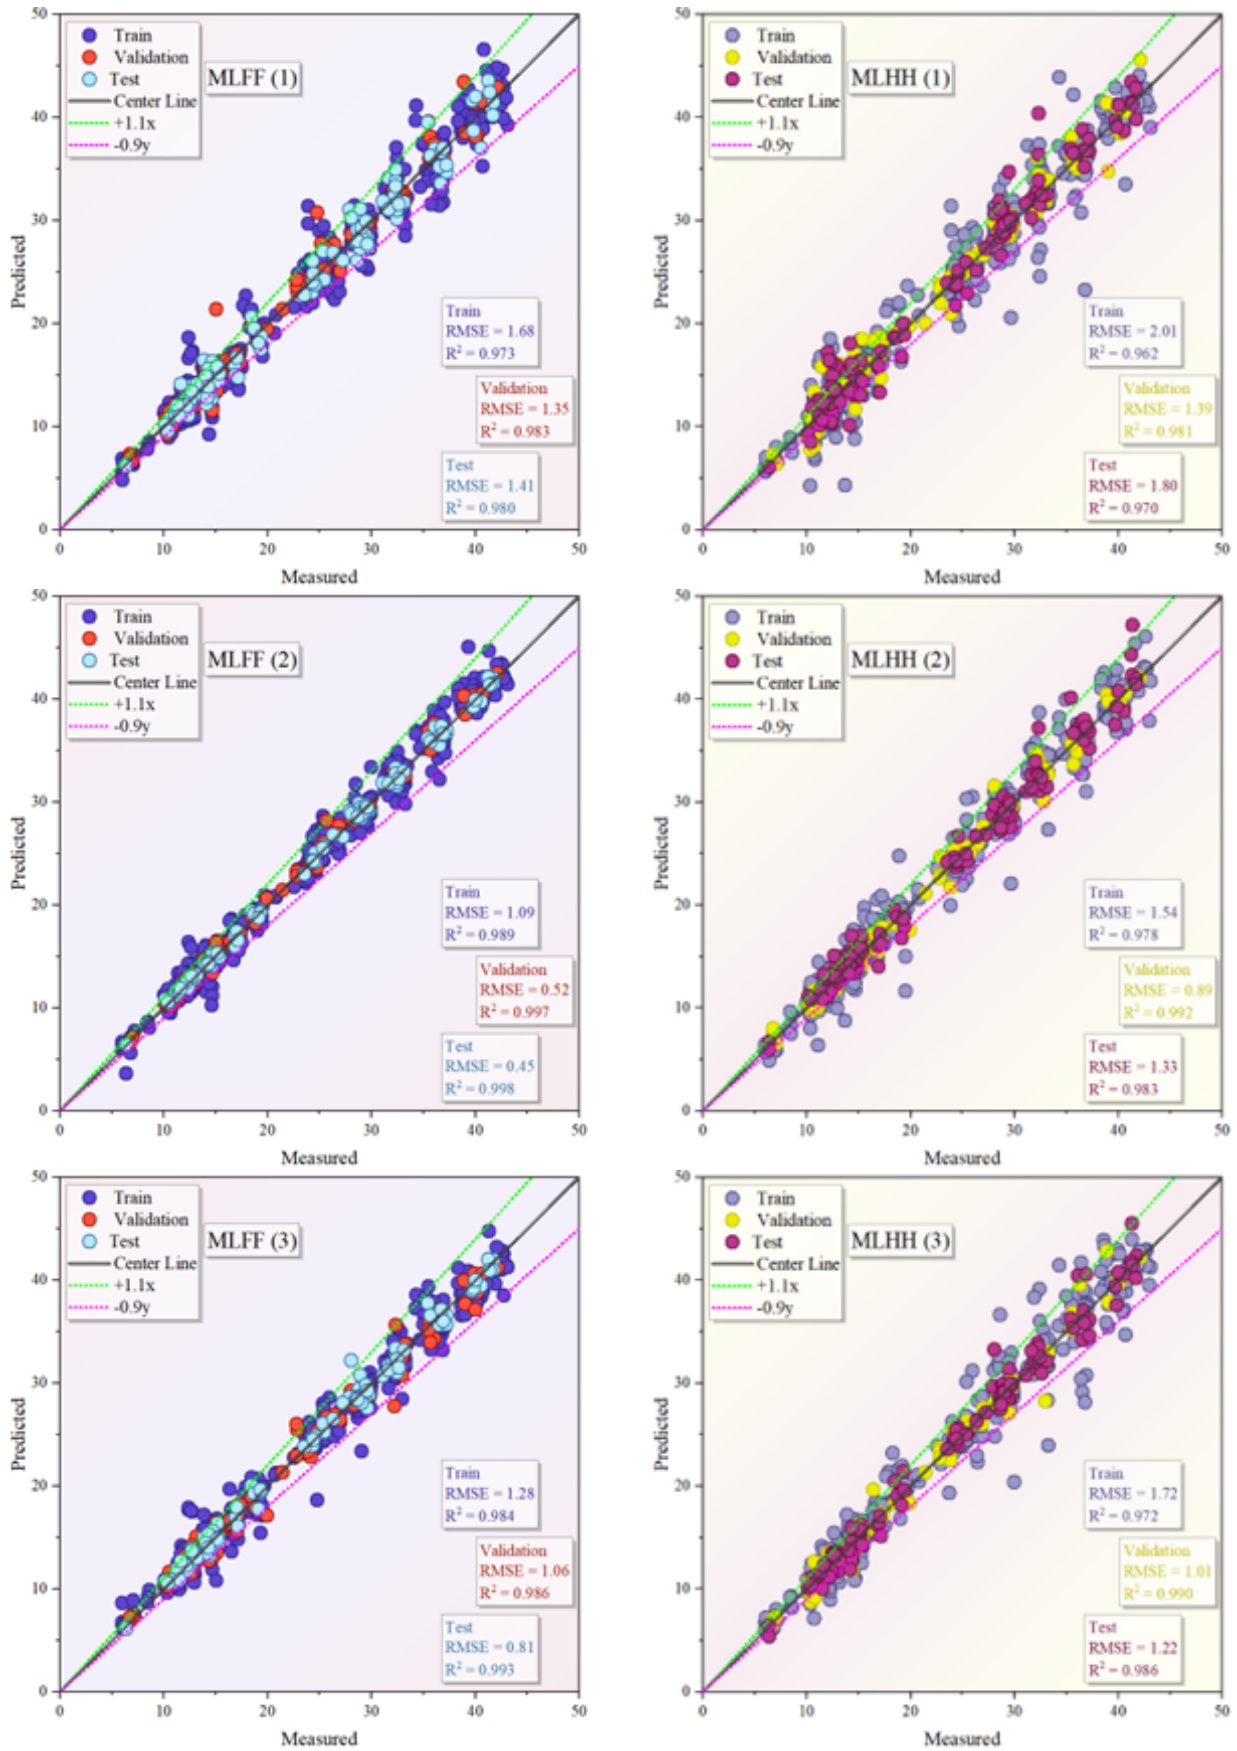 50
40
30
20
10
0
0
10
20
30
40
50
Predicted
Measured
Train
Validation
Test
Center Line
+1.1x
-0.9y
MLFF (1)
Train
RMSE = 1.68
R² = 0.973
Validation
RMSE = 1.35
R² = 0.983
Test
RMSE = 1.41
R² = 0.980
50
40
30
20
10
0
0
10
20
30
40
50
Predicted
Measured
Train
Validation
Test
Center Line
+1.1x
-0.9y
MLHH (1)
Train
RMSE = 2.01
R² = 0.962
Validation
RMSE = 1.39
R² = 0.981
Test
RMSE = 1.80
R² = 0.970
50
40
30
20
10
0
0
10
20
30
40
50
Predicted
Measured
Train
Validation
Test
Center Line
+1.1x
-0.9y
MLFF (2)
Train
RMSE = 1.09
R² = 0.989
Validation
RMSE = 0.52
R² = 0.997
Test
RMSE = 0.45
R² = 0.998
50
40
30
20
10
0
0
10
20
30
40
50
Predicted
Measured
Train
Validation
Test
Center Line
+1.1x
-0.9y
MLHH (2)
Train
RMSE = 1.54
R² = 0.978
Validation
RMSE = 0.89
R² = 0.992
Test
RMSE = 1.33
R² = 0.983
50
40
30
20
10
0
0
10
20
30
40
50
Predicted
Measured
Train
Validation
Test
Center Line
+1.1x
-0.9y
MLFF (3)
Train
RMSE = 1.28
R² = 0.984
Validation
RMSE = 1.06
R² = 0.986
Test
RMSE = 0.81
R² = 0.993
50
40
30
20
10
0
0
10
20
30
40
50
Predicted
Measured
Train
Validation
Test
Center Line
+1.1x
-0.9y
MLHH (3)
Train
RMSE = 1.72
R² = 0.972
Validation
RMSE = 1.01
R² = 0.990
Test
RMSE = 1.22
R² = 0.986